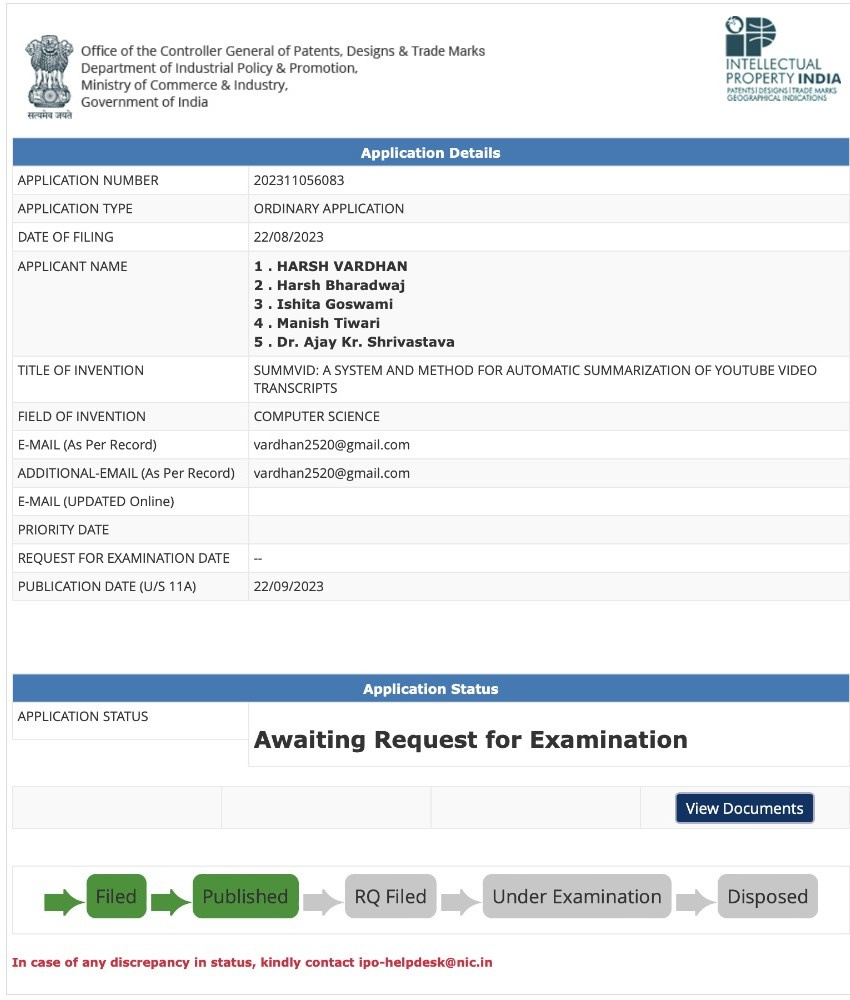 Office of the Controller General of Patents, Designs & Trade Marks
Department of Industrial Policy & Promotion,
Ministry of Commerce & Industry,
Government of India
सत्यमेव जयते
INTELLECTUAL
PROPERTY INDIA
PATENTS | DESIGNS | TRADE MARKS
GEOGRAPHICAL INDICATIONS
Application Details
APPLICATION NUMBER 202311056083
APPLICATION TYPE ORDINARY APPLICATION
DATE OF FILING 22/08/2023
APPLICANT NAME 1 . HARSH VARDHAN
2 . Harsh Bharadwaj
3 . Ishita Goswami
4 . Manish Tiwari
5 . Dr. Ajay Kr. Shrivastava
TITLE OF INVENTION SUMMVID: A SYSTEM AND METHOD FOR AUTOMATIC SUMMARIZATION OF YOUTUBE VIDEO
TRANSCRIPTS
FIELD OF INVENTION COMPUTER SCIENCE
E-MAIL (As Per Record) vardhan2520@gmail.com
ADDITIONAL-EMAIL (As Per Record) vardhan2520@gmail.com
E-MAIL (UPDATED Online)
PRIORITY DATE
REQUEST FOR EXAMINATION DATE --
PUBLICATION DATE (U/S 11A) 22/09/2023
Application Status
APPLICATION STATUS Awaiting Request for Examination
View Documents
Filed Published RQ Filed Under Examination Disposed
In case of any discrepancy in status, kindly contact ipo-helpdesk@nic.in